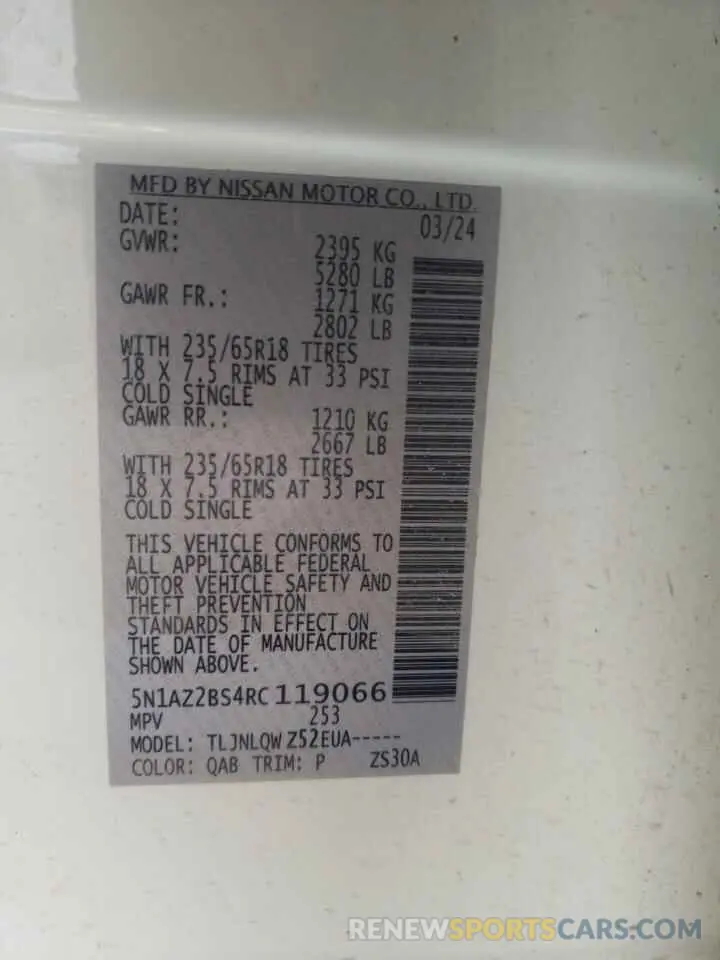 MFD BY NISSAN MOTOR CO., LTD.
DATE: 03/24
GVWR: 2395 KG
5280 LB
GAWR FR.: 1271 KG
2802 LB
WITH 235/65R18 TIRES
18 X 7.5 RIMS AT 33 PSI
COLD SINGLE
GAWR RR.: 1210 KG
2667 LB
WITH 235/65R18 TIRES
18 X 7.5 RIMS AT 33 PSI
COLD SINGLE
THIS VEHICLE CONFORMS TO
ALL APPLICABLE FEDERAL
MOTOR VEHICLE SAFETY AND
THEFT PREVENTION
STANDARDS IN EFFECT ON
THE DATE OF MANUFACTURE
SHOWN ABOVE.
5N1AZ2BS4RC 119066
MPV 253
MODEL: TLJNLQW Z52EUA-----
COLOR: QAB TRIM: P ZS30A
RENEWSPORTSCARS.COM